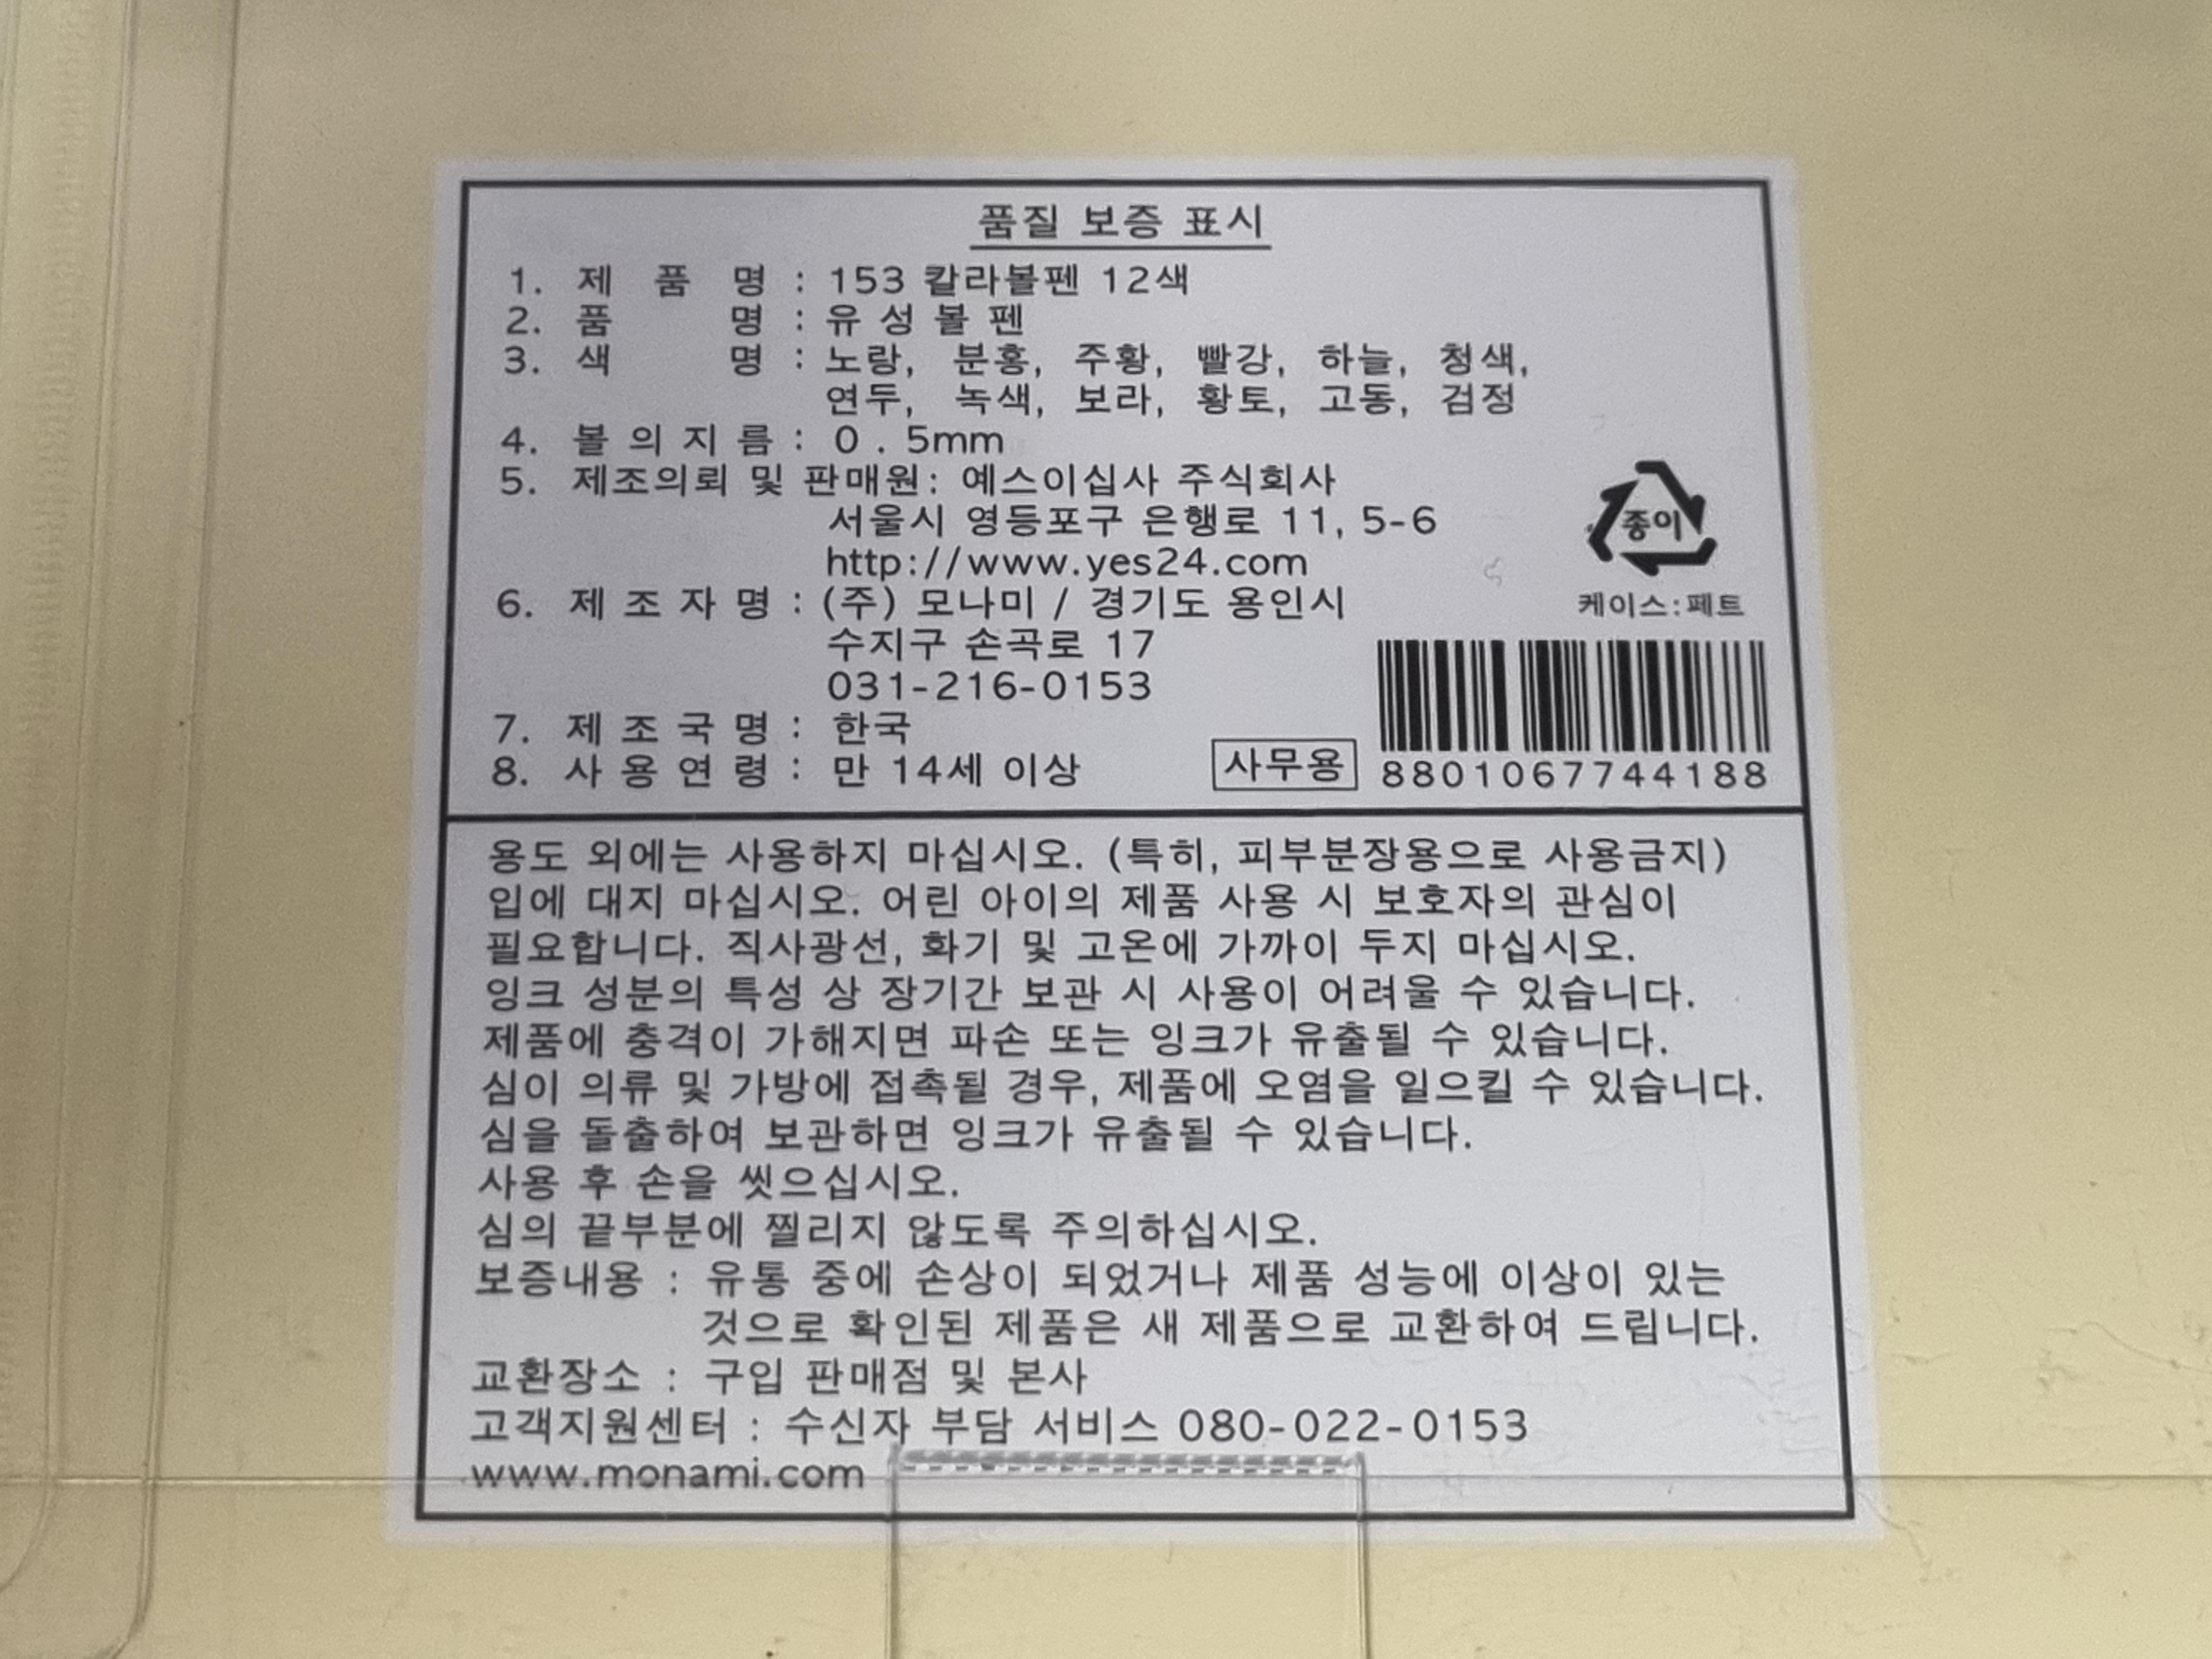 품질 보증 표시
1. 제 품 명 : 153 칼라볼펜 12색
2. 품 명 : 유 성 볼 펜
3. 색 명 : 노랑, 분홍, 주황, 빨강, 하늘, 청색,
연두, 녹색, 보라, 황토, 고동, 검정
4. 볼 의 지 름 : 0 . 5mm
5. 제조의뢰 및 판매원: 예스이십사 주식회사
서울시 영등포구 은행로 11, 5-6
http://www.yes24.com
종이
케이스:페트
6. 제 조 자 명 : (주) 모나미 / 경기도 용인시
수지구 손곡로 17
031-216-0153
7. 제 조 국 명 : 한국
8. 사 용 연 령 : 만 14세 이상
사무용
8801067744188
용도 외에는 사용하지 마십시오. (특히, 피부분장용으로 사용금지)
입에 대지 마십시오. 어린 아이의 제품 사용 시 보호자의 관심이
필요합니다. 직사광선, 화기 및 고온에 가까이 두지 마십시오.
잉크 성분의 특성 상 장기간 보관 시 사용이 어려울 수 있습니다.
제품에 충격이 가해지면 파손 또는 잉크가 유출될 수 있습니다.
심이 의류 및 가방에 접촉될 경우, 제품에 오염을 일으킬 수 있습니다.
심을 돌출하여 보관하면 잉크가 유출될 수 있습니다.
사용 후 손을 씻으십시오.
심의 끝부분에 찔리지 않도록 주의하십시오.
보증내용 : 유통 중에 손상이 되었거나 제품 성능에 이상이 있는
것으로 확인된 제품은 새 제품으로 교환하여 드립니다.
교환장소 : 구입 판매점 및 본사
고객지원센터 : 수신자 부담 서비스 080-022-0153
www.monami.com